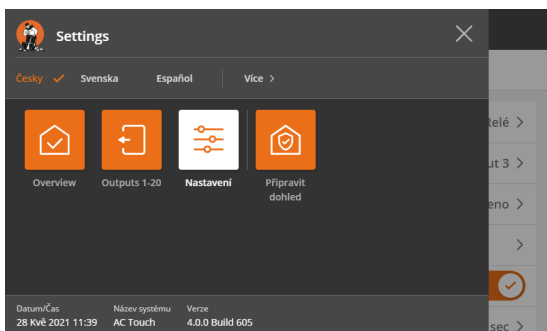 Settings
Česky Svenska Español Více >
Overview Outputs 1-20 Nastavení Připravit dohled
Relé >
ut 3 >
eno >
Datum/Čas Název systému Verze
28 Kvě 2021 11:39 AC Touch 4.0.0 Build 605
sec >